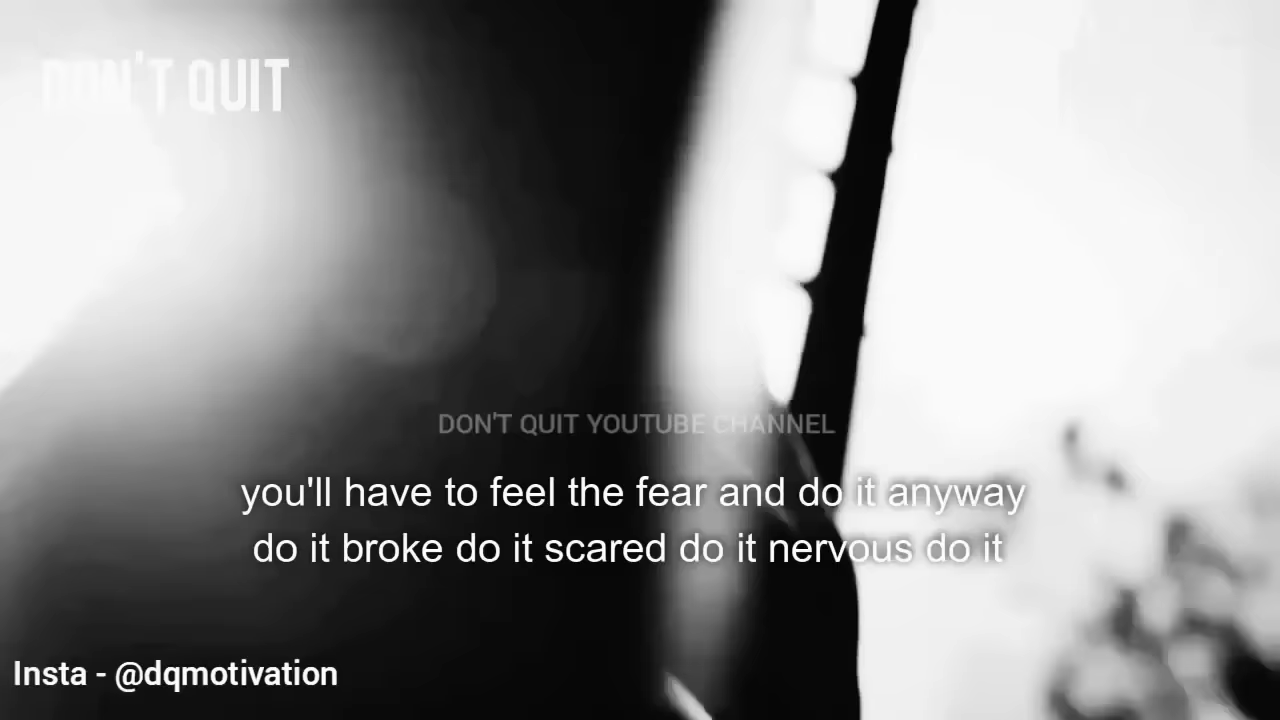 DON'T QUIT
DON'T QUIT YOUTUBE CHANNEL
you'll have to feel the fear and do it anyway
do it broke do it scared do it nervous do it
Insta - @dqmotivation